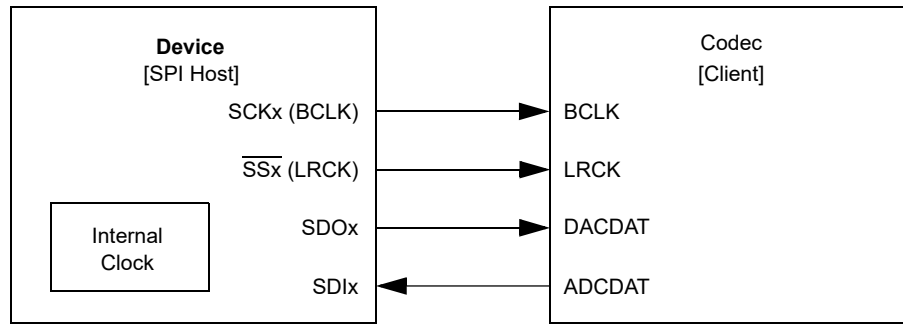 Device
[SPI Host]
SCKx (BCLK)
SSx (LRCK)
SDOx
SDIx
Internal
Clock
Codec
[Client]
BCLK
LRCK
DACDAT
ADCDAT